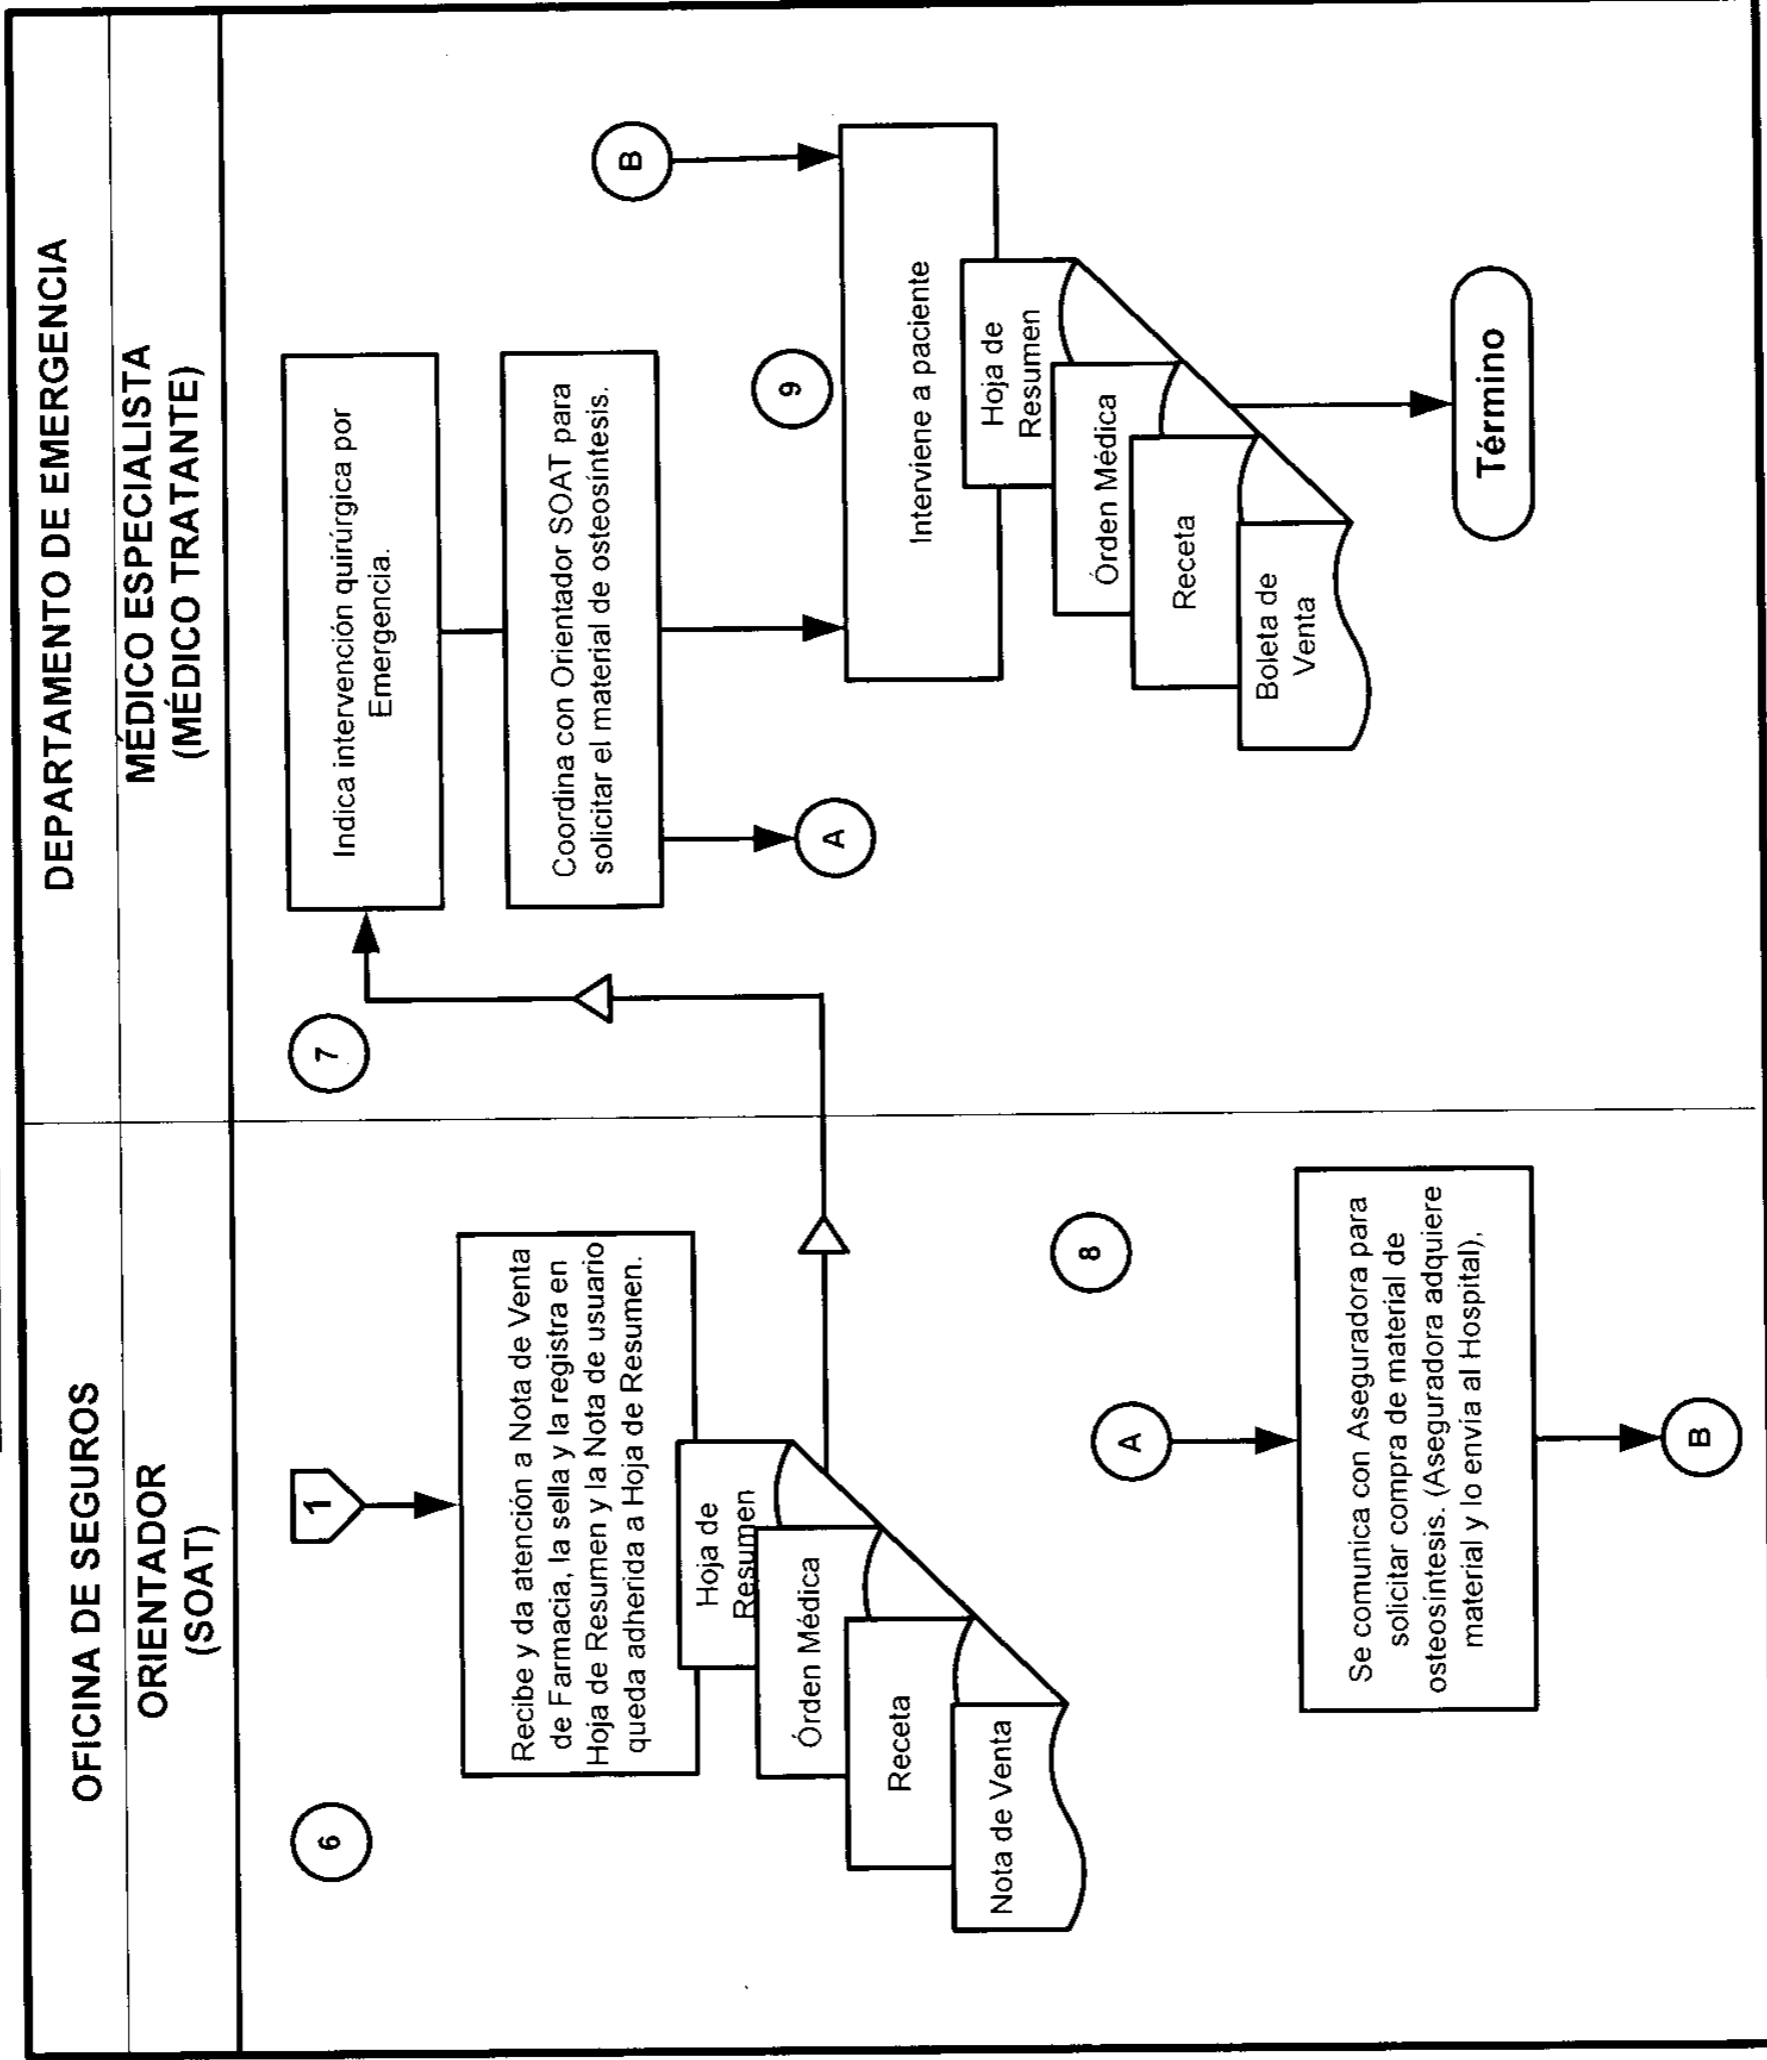 OFICINA DE SEGUROS
ORIENTADOR
(SOAT)
DEPARTAMENTO DE EMERGENCIA
MÉDICO ESPECIALISTA
(MÉDICO TRATANTE)
6
1
Recibe y da atención a Nota de Venta
de Farmacia, la sella y la registra en
Hoja de Resumen y la Nota de usuario
queda adherida a Hoja de Resumen.
Hoja de
Resumen
Órden Médica
Receta
Nota de Venta
7
Indica intervención quirúrgica por
Emergencia.
Coordina con Orientador SOAT para
solicitar el material de osteosíntesis.
A
8
A
Se comunica con Aseguradora para
solicitar compra de material de
osteosíntesis. (Aseguradora adquiere
material y lo envía al Hospital),
B
9
B
Interviene a paciente
Hoja de
Resumen
Órden Médica
Receta
Boleta de
Venta
Término